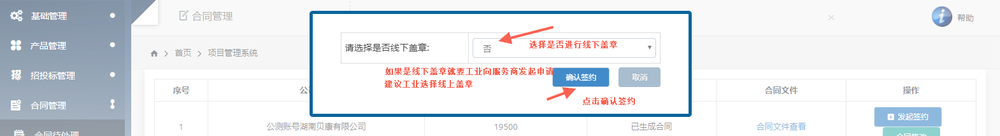 基础管理
产品管理
招投标管理
合同管理
合同待处理
合同管理
帮助
首页
项目管理系统
请选择是否线下盖章:
否
选择是否进行线下盖章
如果是线下盖章就要工业向服务商发起申请
建议工业选择线上盖章
确认签约
取消
点击确认签约
序号
合同文件
操作
1
公测账号湖南贝康有限公司
19500
已生成合同
合同文件查看
发起签约